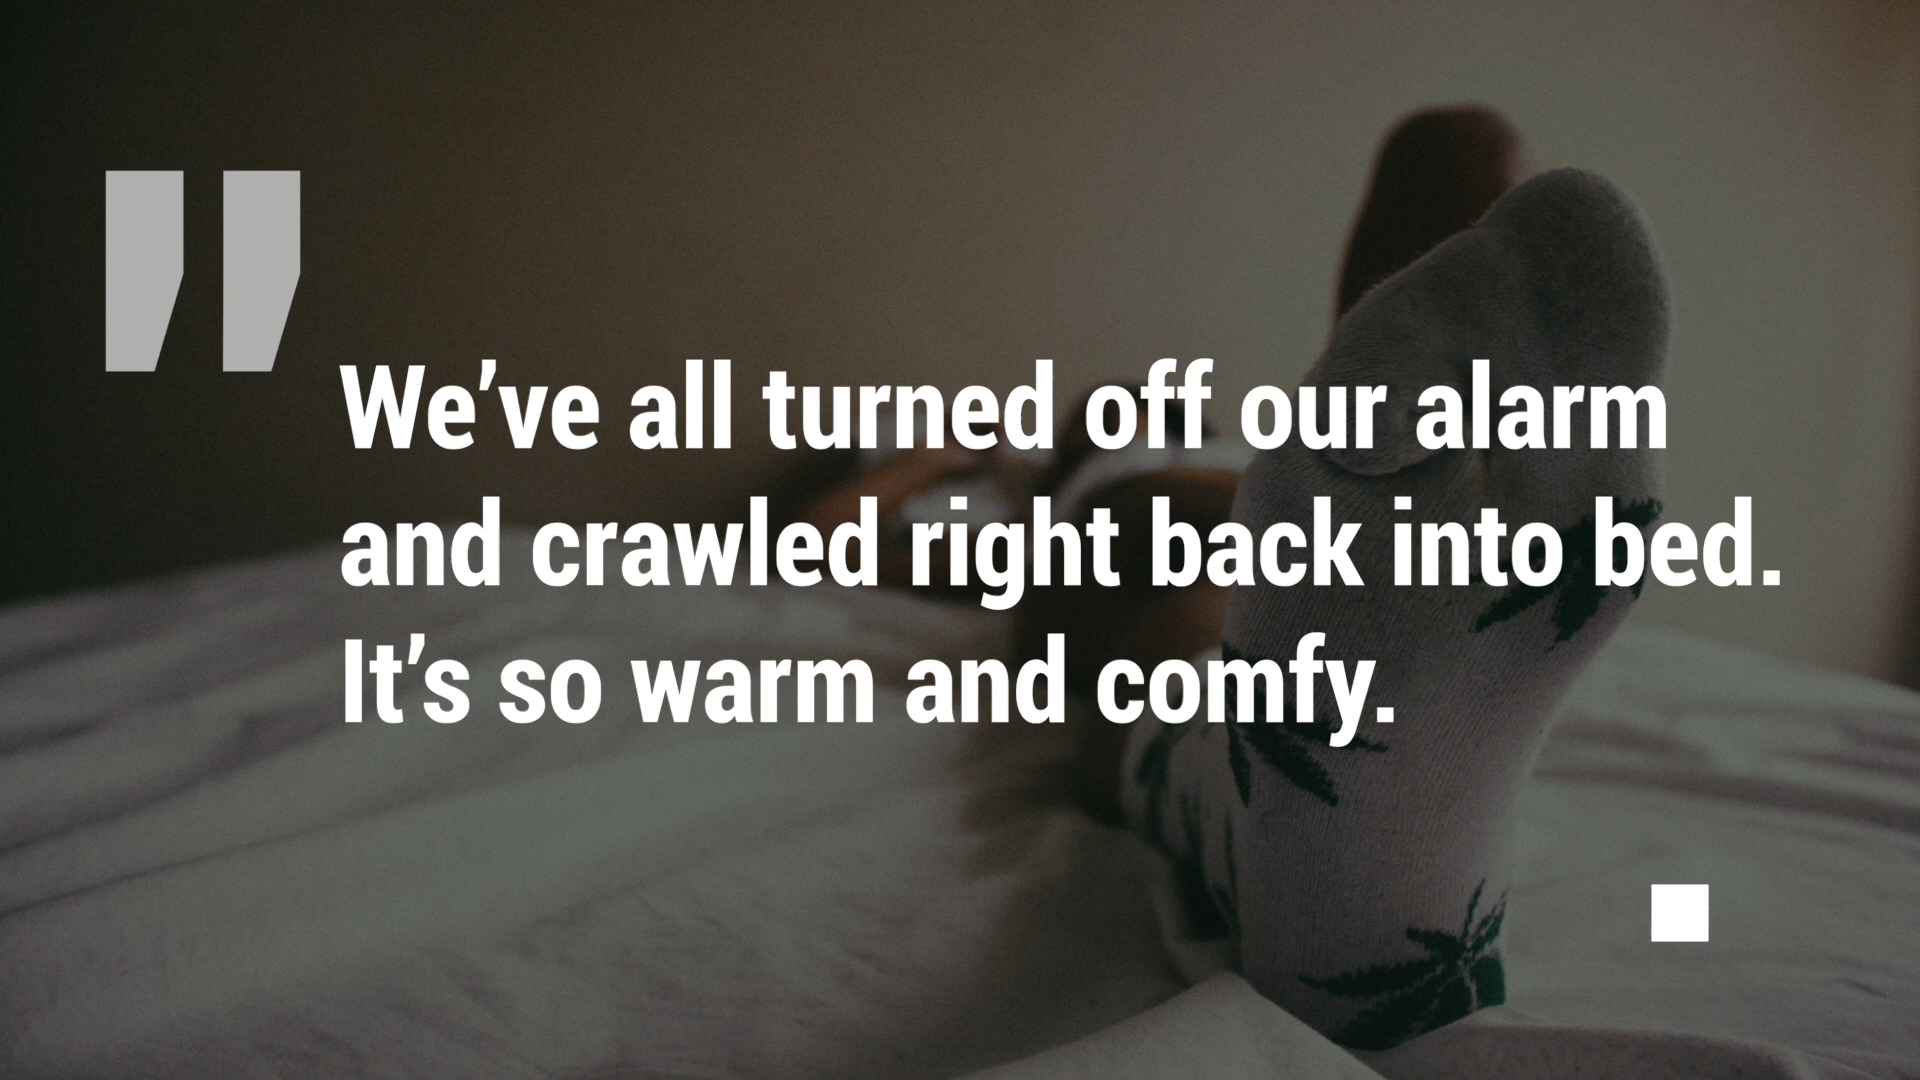 "
We’ve all turned off our alarm
and crawled right back into bed.
It’s so warm and comfy.